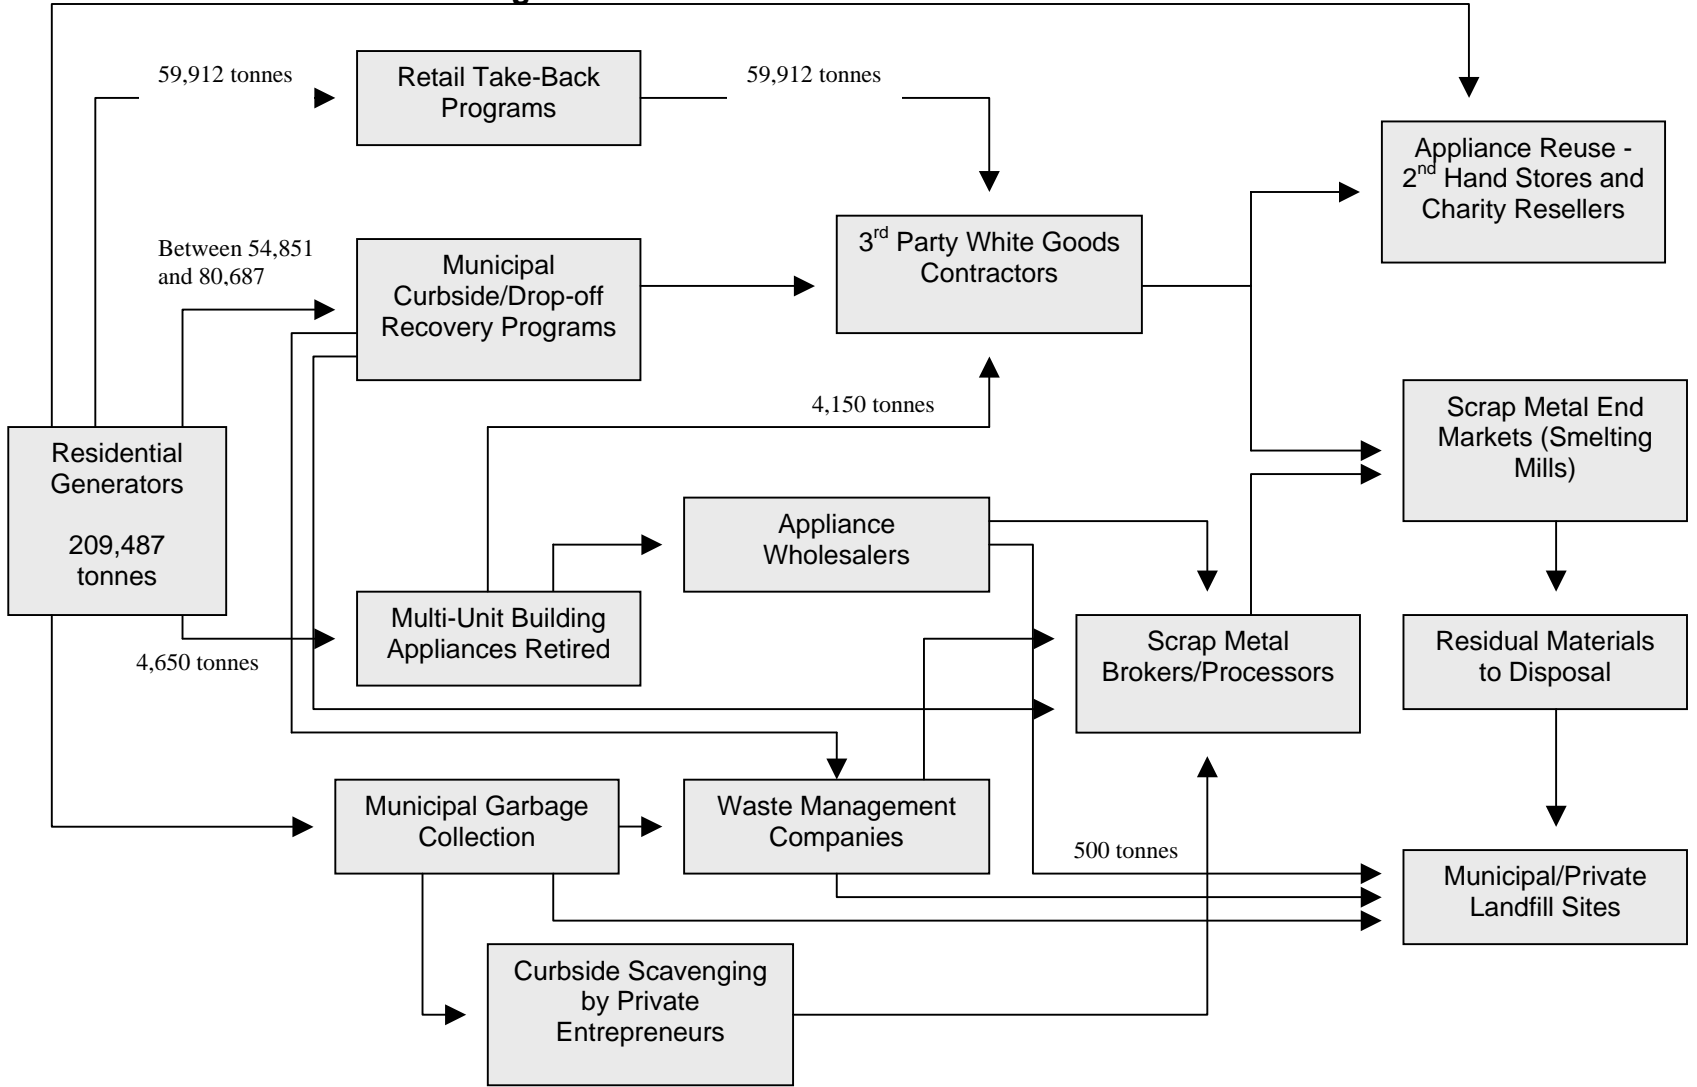 59,912 tonnes
Retail Take-Back
Programs
59,912 tonnes
Appliance Reuse -
2nd Hand Stores and
Charity Resellers
Between 54,851
and 80,687
Municipal
Curbside/Drop-off
Recovery Programs
3rd Party White Goods
Contractors
4,150 tonnes
Residential
Generators
209,487
tonnes
Scrap Metal End
Markets (Smelting
Mills)
Appliance
Wholesalers
Multi-Unit Building
Appliances Retired
4,650 tonnes
Scrap Metal
Brokers/Processors
Residual Materials
to Disposal
Municipal Garbage
Collection
Waste Management
Companies
500 tonnes
Municipal/Private
Landfill Sites
Curbside Scavenging
by Private
Entrepreneurs